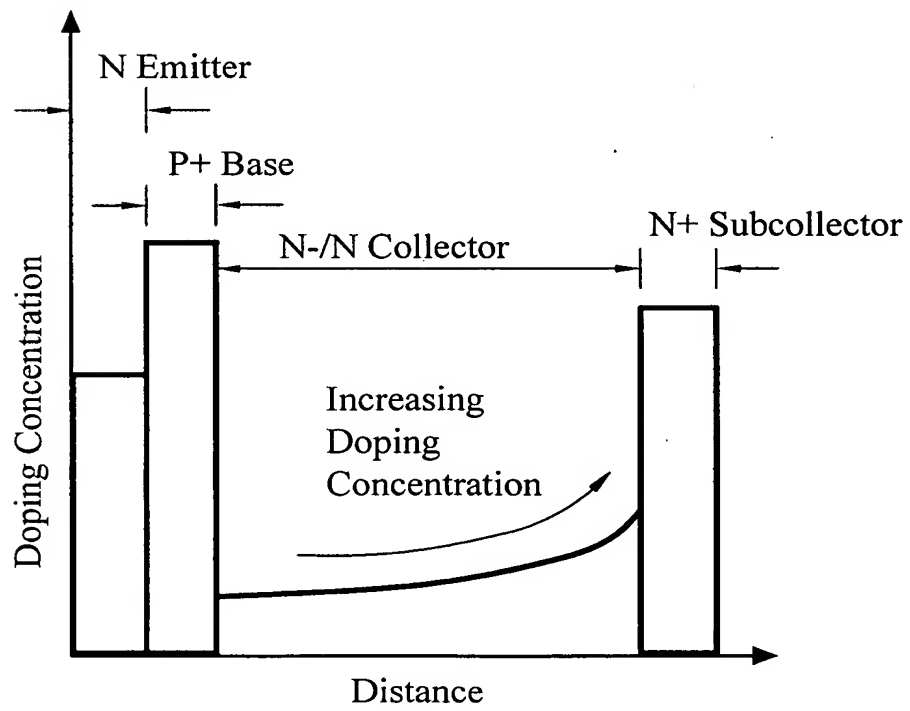 N Emitter
P+ Base
N-/N Collector
N+ Subcollector
Increasing
Doping
Concentration
Doping Concentration
Distance